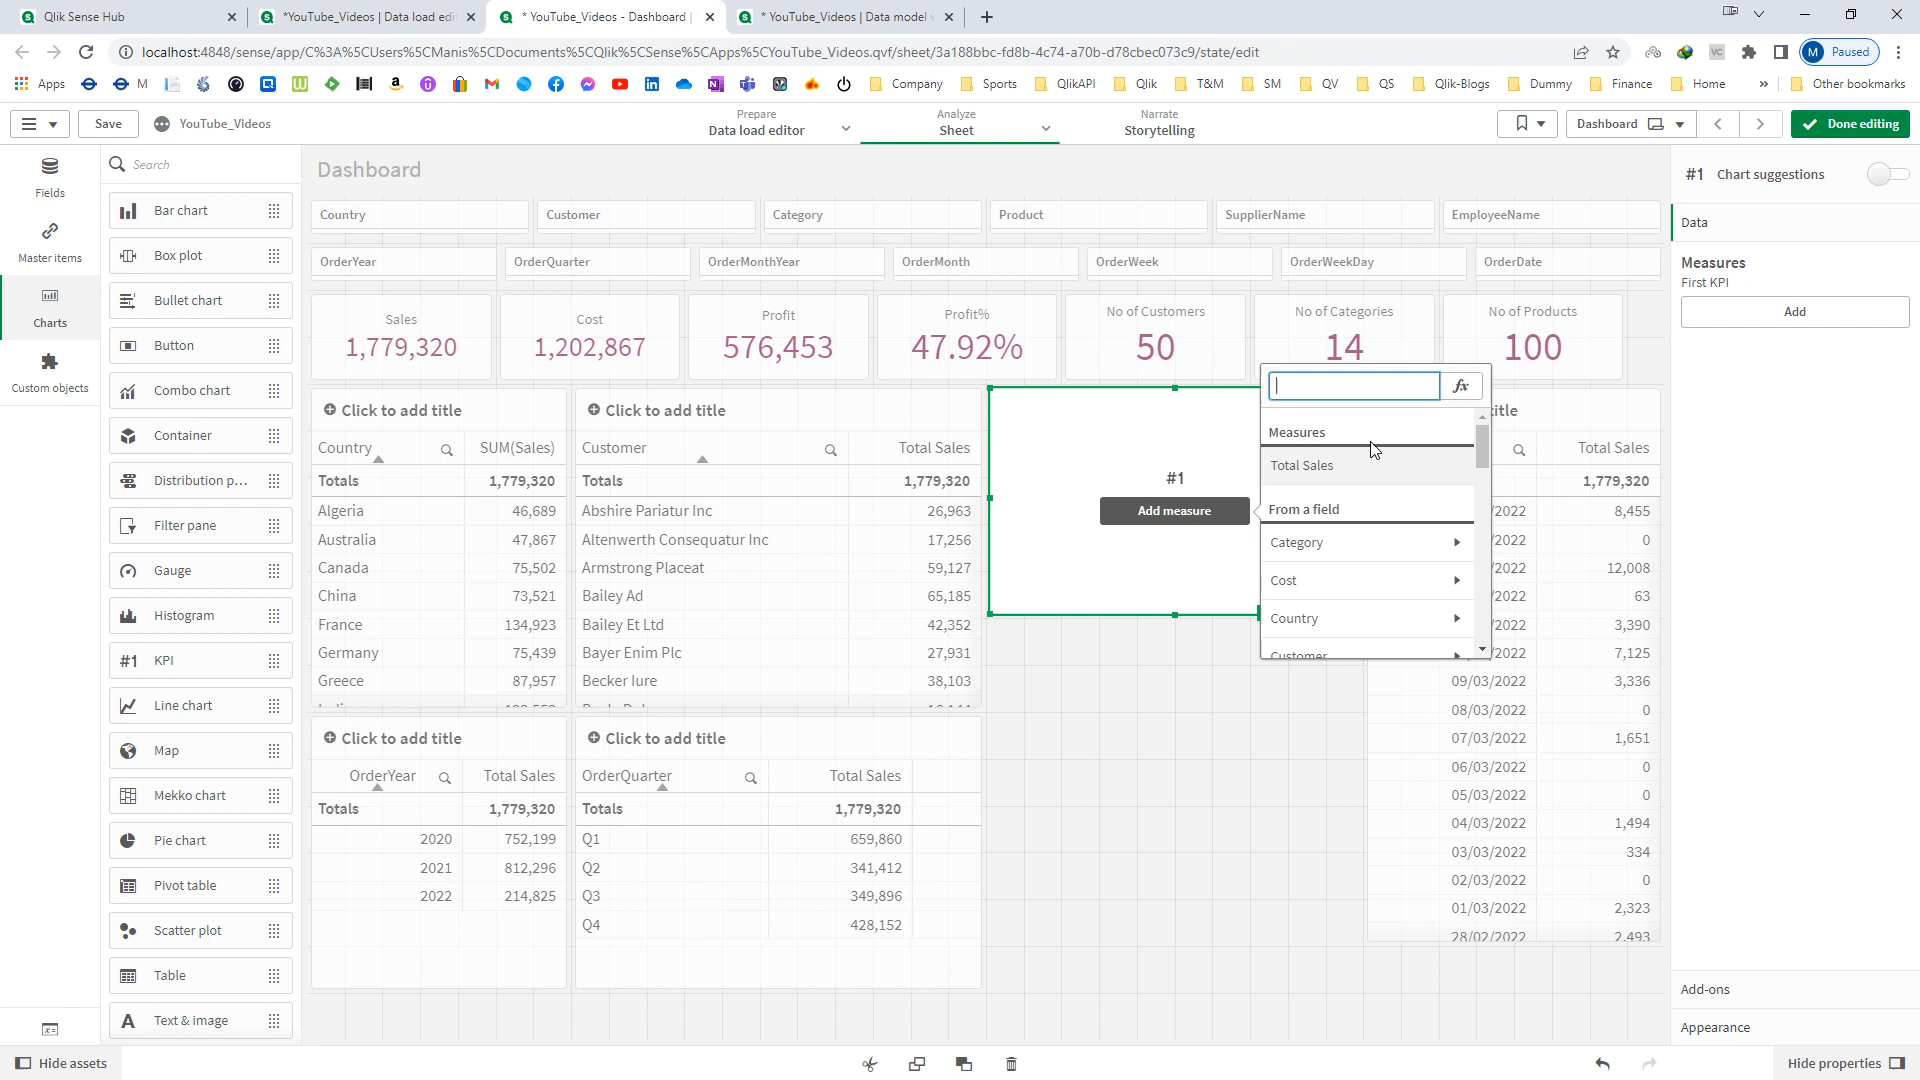 Qlik Sense Hub
*YouTube_Videos | Data load edit
* YouTube_Videos - Dashboard |
* YouTube_Videos | Data model v
localhost:4848/sense/app/C%3A%5CUsers%5CManis%5CDocuments%5CQlik%5CSense%5CApps%5CYouTube_Videos.qvf/sheet/3a188bbc-fd8b-4c74-a70b-d78cbec073c9/state/edit
M Paused
Apps M Company Sports QlikAPI Qlik T&M SM QV QS Qlik-Blogs Dummy Finance Home » Other bookmarks
Save YouTube_Videos
Prepare
Data load editor
Analyze
Sheet
Narrate
Storytelling
Dashboard
Done editing
Fields
Master items
Charts
Custom objects
Search
Bar chart
Box plot
Bullet chart
Button
Combo chart
Container
Distribution p...
Filter pane
Gauge
Histogram
#1 KPI
Line chart
Map
Mekko chart
Pie chart
Pivot table
Scatter plot
Table
A Text & image
Dashboard
Country Customer Category Product SupplierName EmployeeName
OrderYear OrderQuarter OrderMonthYear OrderMonth OrderWeek OrderWeekDay OrderDate
Sales
1,779,320
Cost
1,202,867
Profit
576,453
Profit%
47.92%
No of Customers
50
No of Categories
14
No of Products
100
Click to add title
Country SUM(Sales)
Totals 1,779,320
Algeria 46,689
Australia 47,867
Canada 75,502
China 73,521
France 134,923
Germany 75,439
Greece 87,957
Click to add title
Customer Total Sales
Totals 1,779,320
Abshire Pariatur Inc 26,963
Altenwerth Consequatur Inc 17,256
Armstrong Placeat 59,127
Bailey Ad 65,185
Bailey Et Ltd 42,352
Bayer Enim Plc 27,931
Becker Iure 38,103
#1
Add measure
fx
Measures
Total Sales
From a field
Category
Cost
Country
Customer
title
Total Sales
1,779,320
/2022 8,455
/2022 0
/2022 12,008
/2022 63
/2022 3,390
/2022 7,125
09/03/2022 3,336
08/03/2022 0
07/03/2022 1,651
06/03/2022 0
05/03/2022 0
04/03/2022 1,494
03/03/2022 334
02/03/2022 0
01/03/2022 2,323
28/02/2022 2,493
Click to add title
OrderYear Total Sales
Totals 1,779,320
2020 752,199
2021 812,296
2022 214,825
Click to add title
OrderQuarter Total Sales
Totals 1,779,320
Q1 659,860
Q2 341,412
Q3 349,896
Q4 428,152
#1 Chart suggestions
Data
Measures
First KPI
Add
Add-ons
Appearance
Hide assets
Hide properties